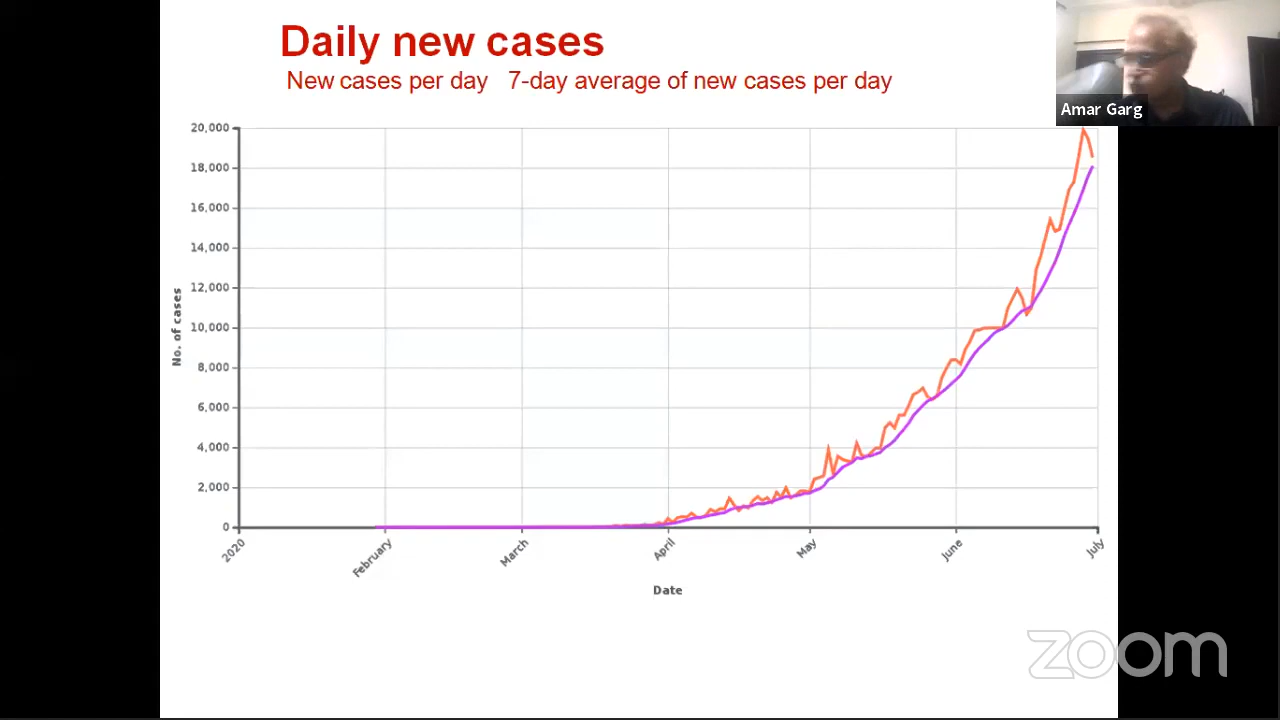 Daily new cases
New cases per day 7-day average of new cases per day
Amar Garg
20,000
18,000
16,000
14,000
12,000
10,000
8,000
6,000
4,000
2,000
0
No. of cases
2020
February
March
April
May
June
July
Date
zoom